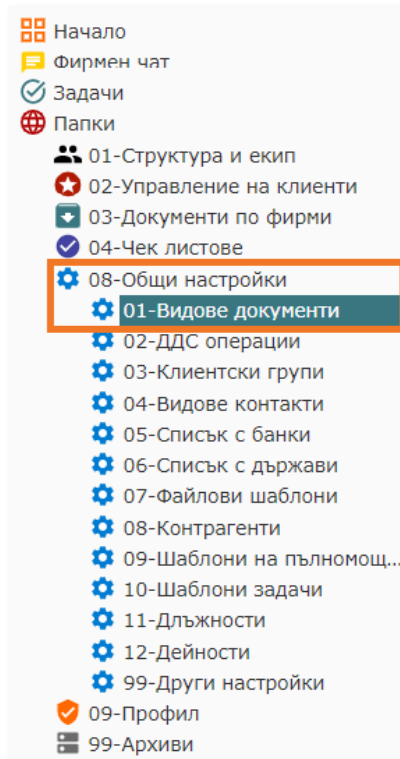 Начало
Фирмен чат
Задачи
Папки
01-Структура и екип
02-Управление на клиенти
03-Документи по фирми
04-Чек листове
08-Общи настройки
01-Видове документи
02-ДДС операции
03-Клиентски групи
04-Видове контакти
05-Списък с банки
06-Списък с държави
07-Файлови шаблони
08-Контрагенти
09-Шаблони на пълномощ...
10-Шаблони задачи
11-Длъжности
12-Дейности
99-Други настройки
09-Профил
99-Архиви